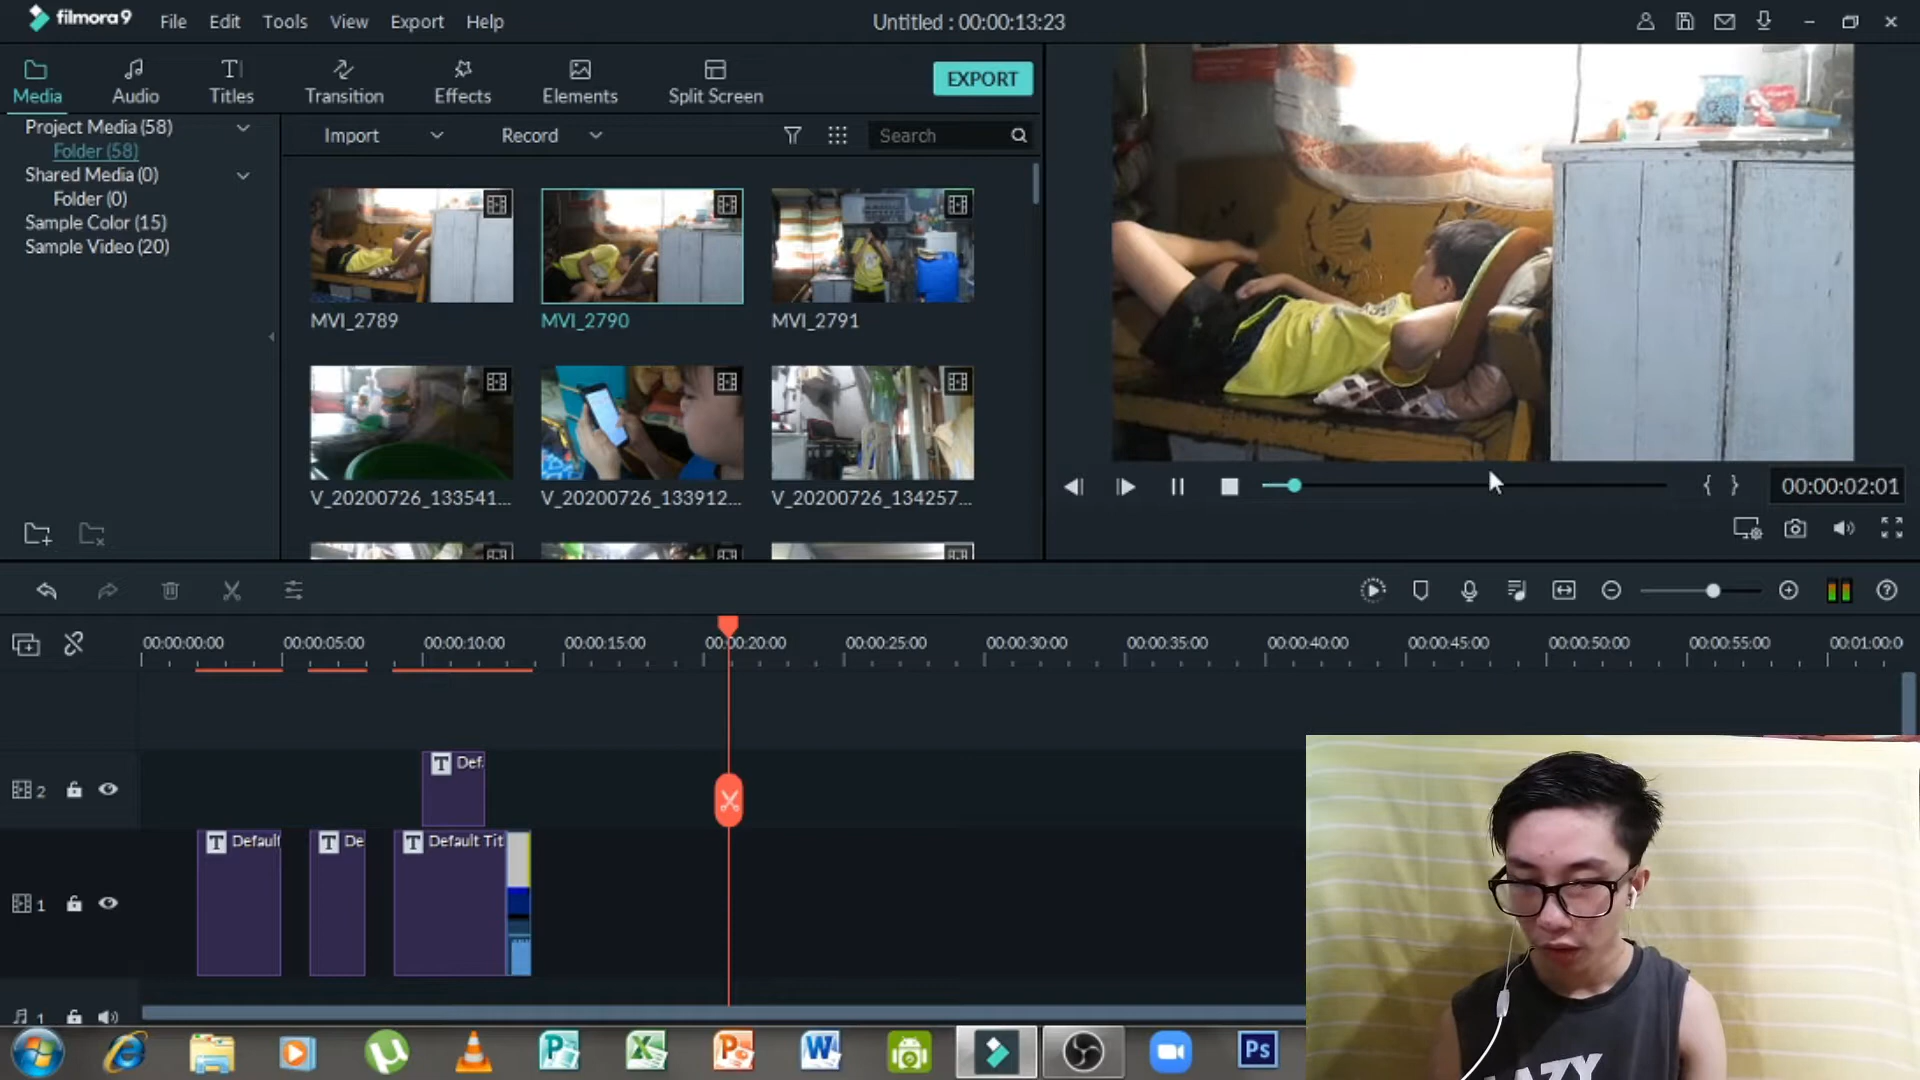 filmora9 File Edit Tools View Export Help Untitled : 00:00:13:23
Media Audio Titles Transition Effects Elements Split Screen EXPORT
Project Media (58)
Folder (58)
Shared Media (0)
Folder (0)
Sample Color (15)
Sample Video (20)
Import Record Search
MVI_2789 MVI_2790 MVI_2791
V_20200726_133541... V_20200726_133912... V_20200726_134257...
00:00:02:01
00:00:00:00 00:00:05:00 00:00:10:00 00:00:15:00 00:00:20:00 00:00:25:00 00:00:30:00 00:00:35:00 00:00:40:00 00:00:45:00 00:00:50:00 00:00:55:00 00:01:00:0
2 T Def
T Default T De T Default Tit
1
1
P X P W Ps
LAZY